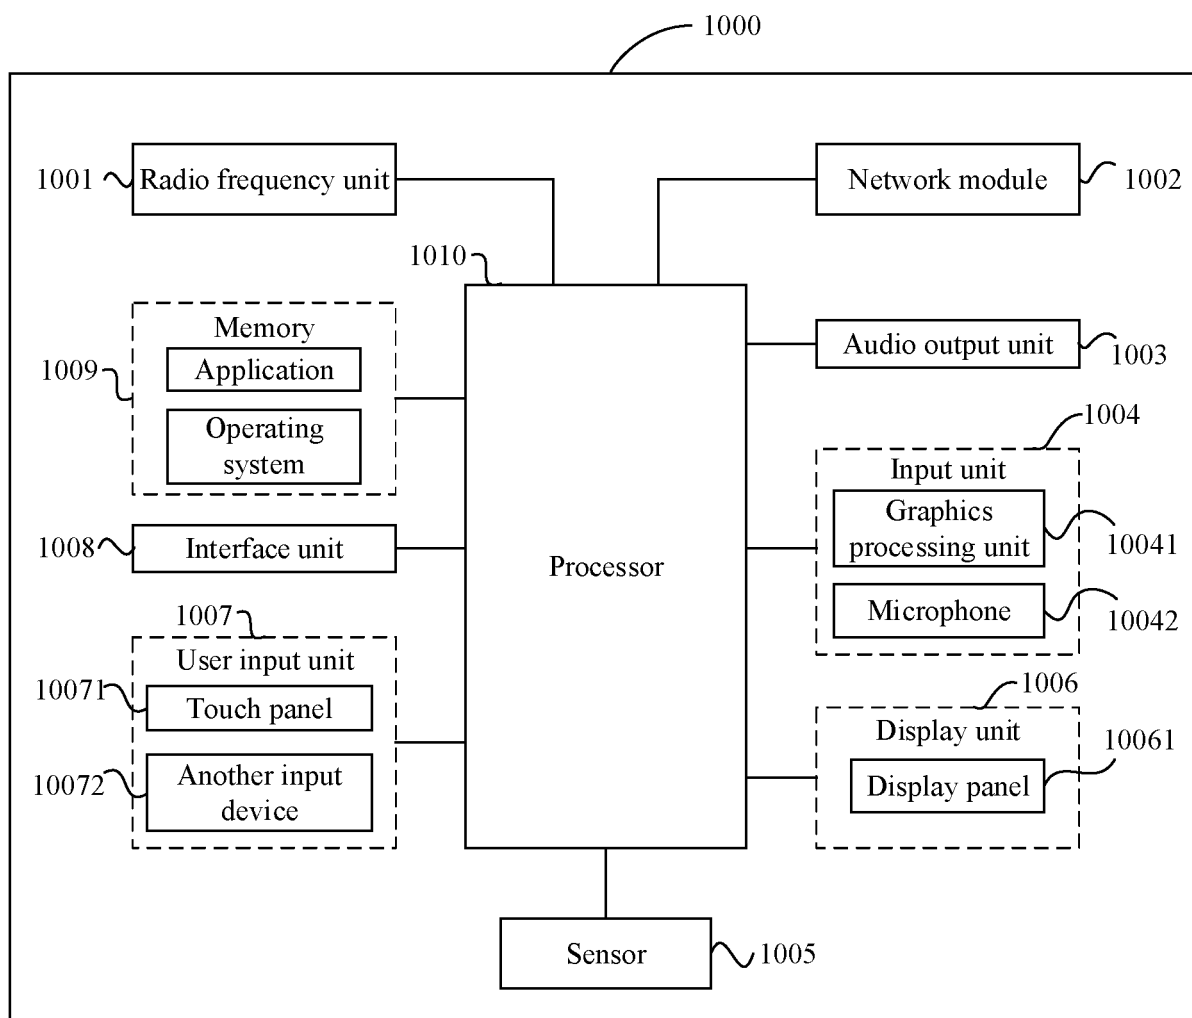 1000
1001
Radio frequency unit
Network module
1002
1010
Memory
1009
Application
Operating
system
Audio output unit
1003
1004
Input unit
Graphics
processing unit
10041
Microphone
10042
1008
Interface unit
Processor
1007
User input unit
10071
Touch panel
10072
Another input
device
1006
Display unit
10061
Display panel
Sensor
1005